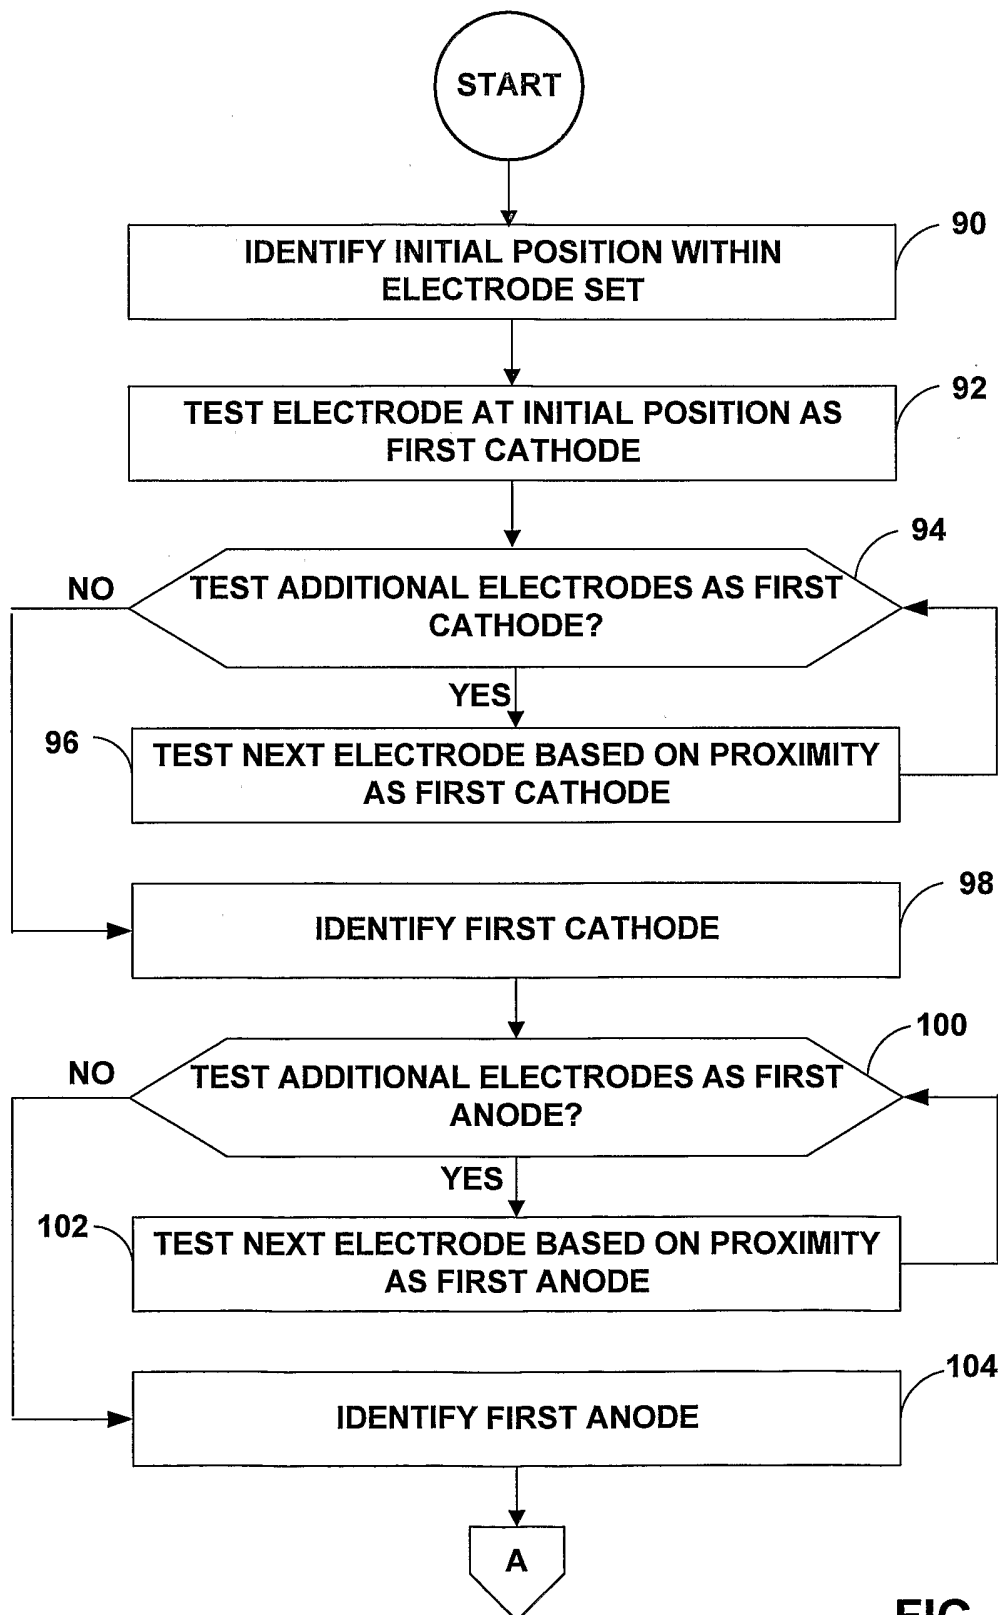 START
90
IDENTIFY INITIAL POSITION WITHIN
ELECTRODE SET
92
TEST ELECTRODE AT INITIAL POSITION AS
FIRST CATHODE
94
NO
TEST ADDITIONAL ELECTRODES AS FIRST
CATHODE?
YES
96
TEST NEXT ELECTRODE BASED ON PROXIMITY
AS FIRST CATHODE
98
IDENTIFY FIRST CATHODE
100
NO
TEST ADDITIONAL ELECTRODES AS FIRST
ANODE?
YES
102
TEST NEXT ELECTRODE BASED ON PROXIMITY
AS FIRST ANODE
104
IDENTIFY FIRST ANODE
A
FIG